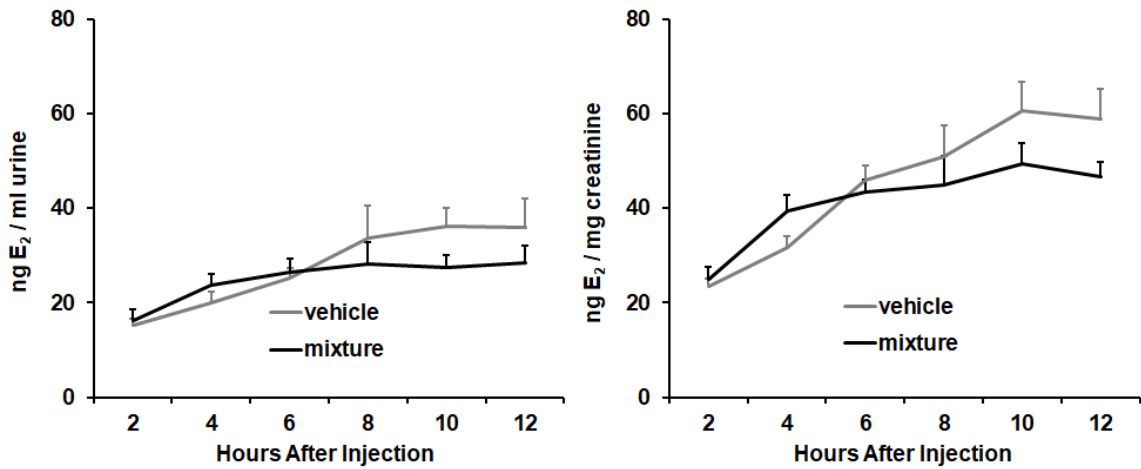 ng E₂ / ml urine
80
60
40
20
0
vehicle
mixture
2 4 6 8 10 12
Hours After Injection
ng E₂ / mg creatinine
80
60
40
20
0
vehicle
mixture
2 4 6 8 10 12
Hours After Injection